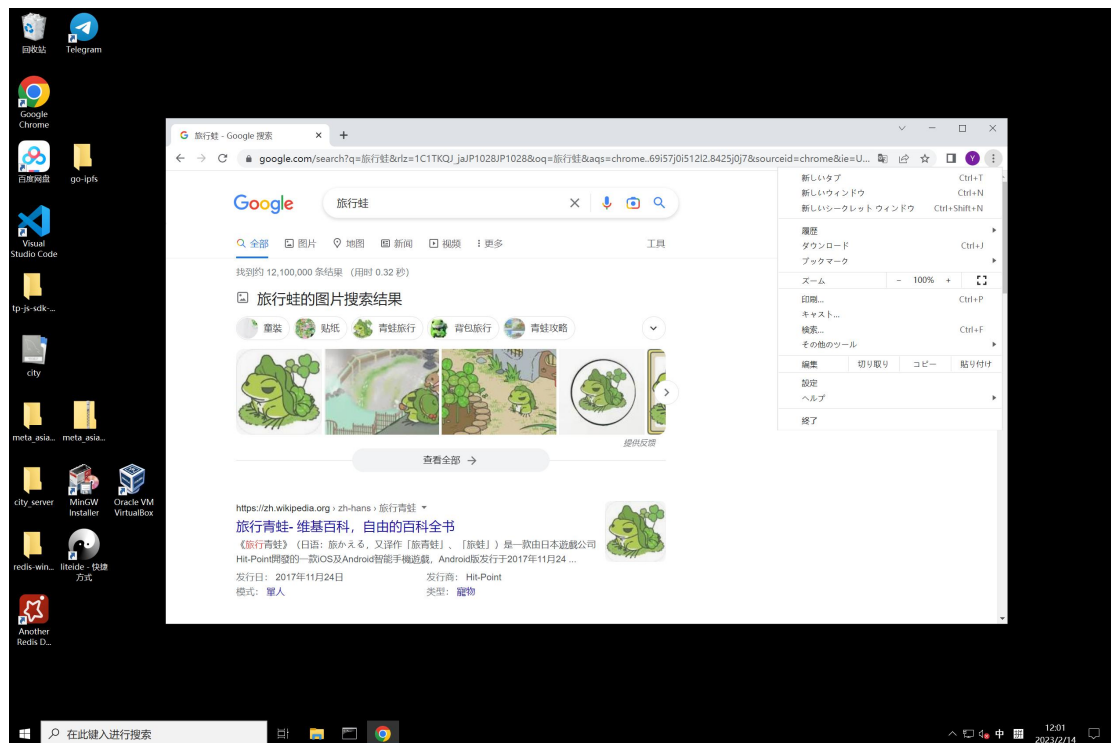 回收站
Telegram
Google
Chrome
百度网盘
go-ipfs
Visual
Studio Code
tp-js-sdk-...
city
meta_asia...
meta_asia...
city_server
MinGW
Installer
Oracle VM
VirtualBox
redis-win...
liteide - 快捷
方式
Another
Redis D...
旅行蛙 - Google 搜索
google.com/search?q=旅行蛙&rlz=1C1TKQJ_jaJP1028JP1028&oq=旅行蛙&aqs=chrome..69i57j0i512l2.8425j0j7&sourceid=chrome&ie=U...
Y
Google
旅行蛙
全部 图片 地图 新闻 视频 更多 工具
找到约 12,100,000 条结果 （用时 0.32 秒）
旅行蛙的图片搜索结果
童裝 贴纸 青蛙旅行 背包旅行 青蛙攻略
提供反馈
查看全部
https://zh.wikipedia.org › zh-hans › 旅行青蛙
旅行青蛙- 维基百科，自由的百科全书
《旅行青蛙》（日语：旅かえる，又译作「旅青蛙」、「旅蛙」）是一款由日本遊戲公司
Hit-Point開發的一款iOS及Android智能手機遊戲，Android版发行于2017年11月24 ...
发行日： 2017年11月24日 发行商： Hit-Point
模式： 單人 类型： 寵物
新しいタブ Ctrl+T
新しいウィンドウ Ctrl+N
新しいシークレット ウィンドウ Ctrl+Shift+N
履歴
ダウンロード Ctrl+J
ブックマーク
ズーム - 100% +
印刷... Ctrl+P
キャスト...
検索... Ctrl+F
その他のツール
編集 切り取り コピー 貼り付け
設定
ヘルプ
終了
在此键入进行搜索
中
拼
12:01
2023/2/14